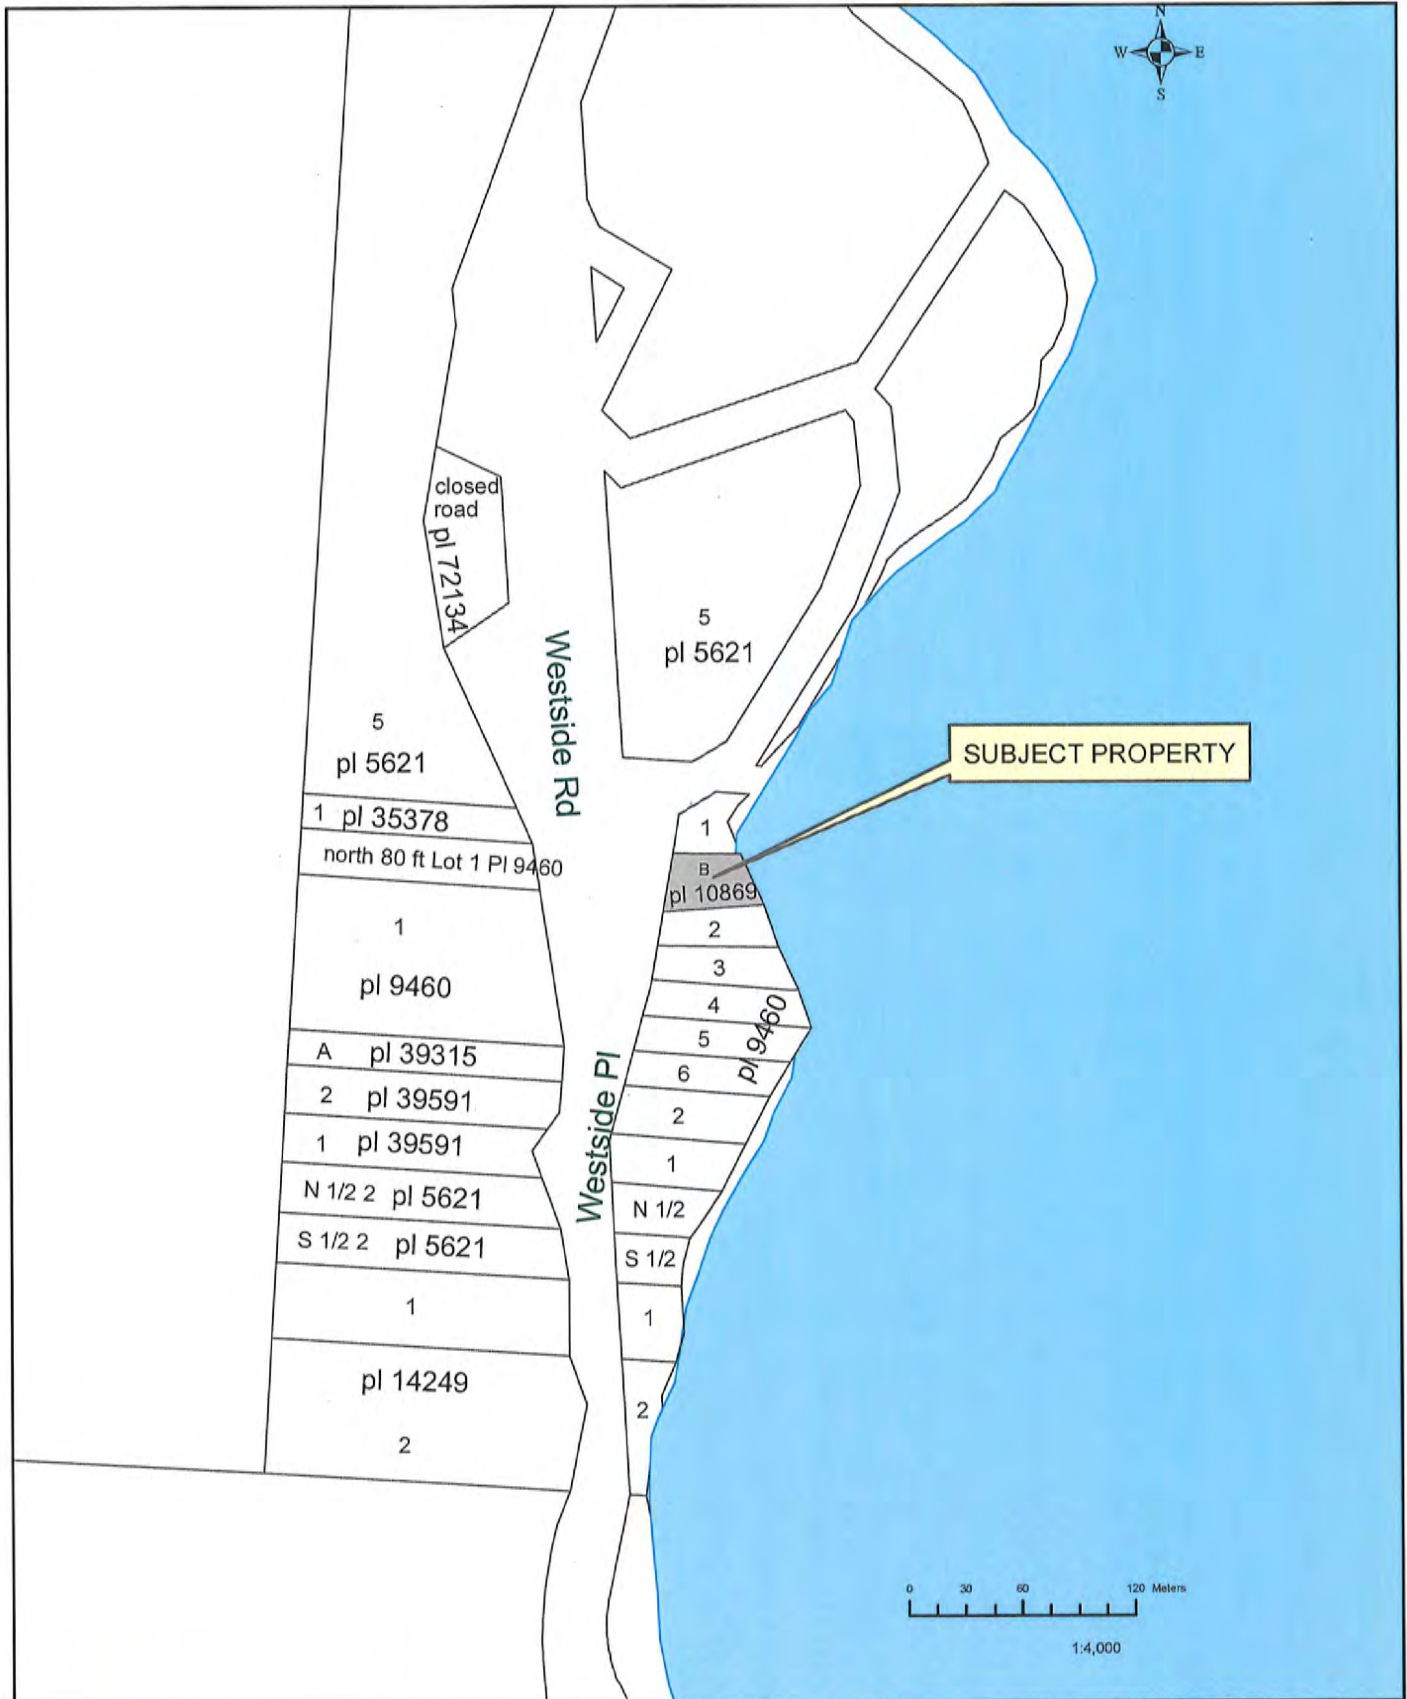 N
W E
S
closed
road
pl 72134
Westside Rd
5
pl 5621
SUBJECT PROPERTY
5
pl 5621
1 pl 35378
north 80 ft Lot 1 Pl 9460
1
pl 9460
A pl 39315
2 pl 39591
1 pl 39591
N 1/2 2 pl 5621
S 1/2 2 pl 5621
1
pl 14249
2
Westside Pl
1
B
pl 10869
2
3
4
5
6
pl 9460
2
1
N 1/2
S 1/2
1
2
0 30 60 120 Meters
1:4,000